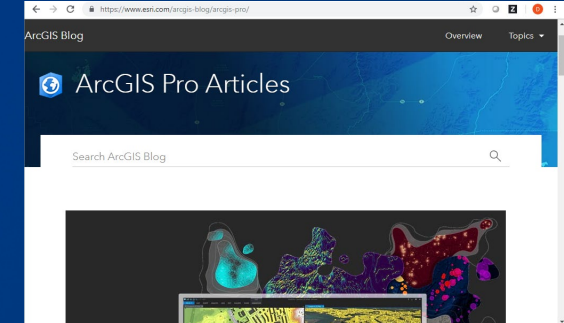 https://www.esri.com/arcgis-blog/arcgis-pro/
Z
D
ArcGIS Blog
Overview
Topics
ArcGIS Pro Articles
Search ArcGIS Blog